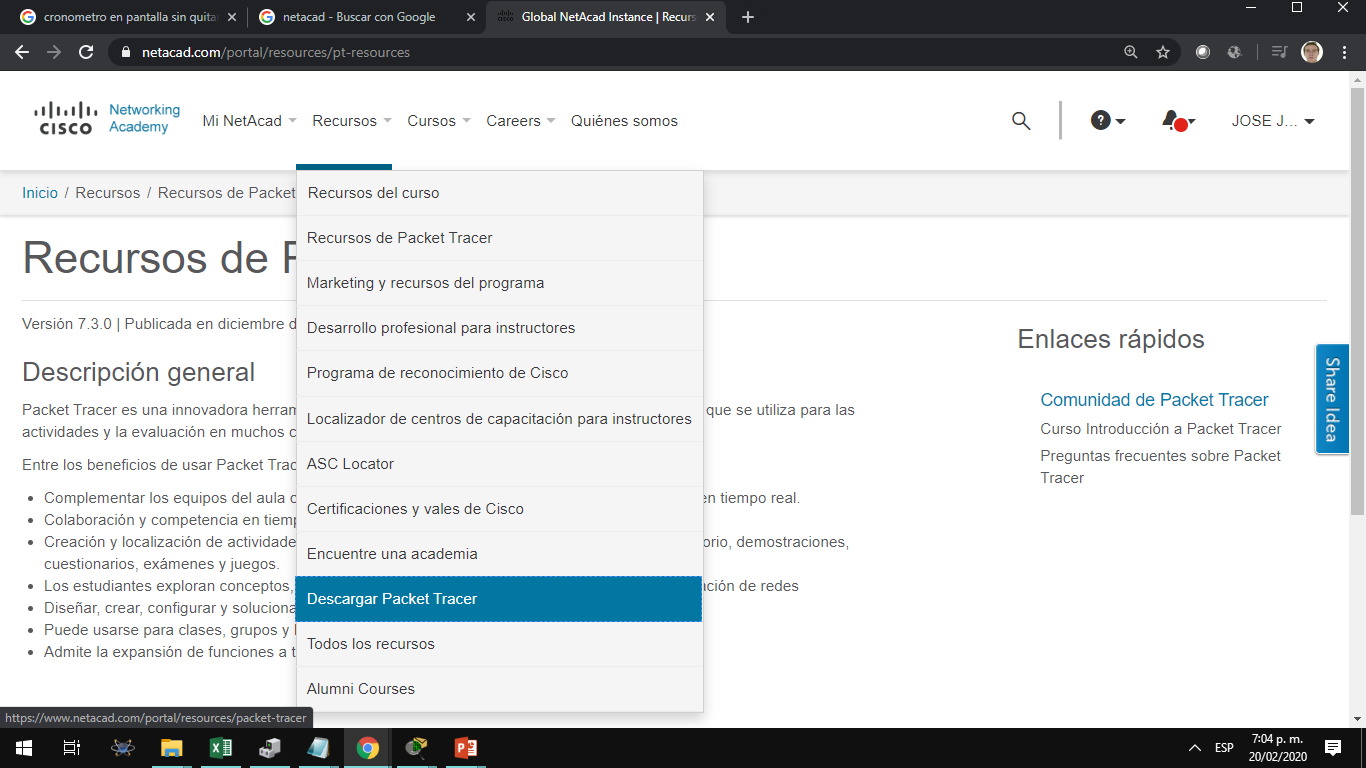 cronometro en pantalla sin quita
netacad - Buscar con Google
Global NetAcad Instance | Recurs
netacad.com/portal/resources/pt-resources
CISCO
Networking
Academy
Mi NetAcad
Recursos
Cursos
Careers
Quiénes somos
?
JOSE J...
Inicio / Recursos / Recursos de Packet
Recursos de P
Versión 7.3.0 | Publicada en diciembre d
Descripción general
Packet Tracer es una innovadora herram
que se utiliza para las
actividades y la evaluación en muchos c
Entre los beneficios de usar Packet Trac
Complementar los equipos del aula c
en tiempo real.
Colaboración y competencia en tiemp
Creación y localización de actividade
orio, demostraciones,
cuestionarios, exámenes y juegos.
Los estudiantes exploran conceptos,
ción de redes
Diseñar, crear, configurar y soluciona
Puede usarse para clases, grupos y l
Admite la expansión de funciones a t
Recursos del curso
Recursos de Packet Tracer
Marketing y recursos del programa
Desarrollo profesional para instructores
Programa de reconocimiento de Cisco
Localizador de centros de capacitación para instructores
ASC Locator
Certificaciones y vales de Cisco
Encuentre una academia
Descargar Packet Tracer
Todos los recursos
Alumni Courses
Enlaces rápidos
Comunidad de Packet Tracer
Curso Introducción a Packet Tracer
Preguntas frecuentes sobre Packet
Tracer
Share Idea
https://www.netacad.com/portal/resources/packet-tracer
ESP
7:04 p. m.
20/02/2020